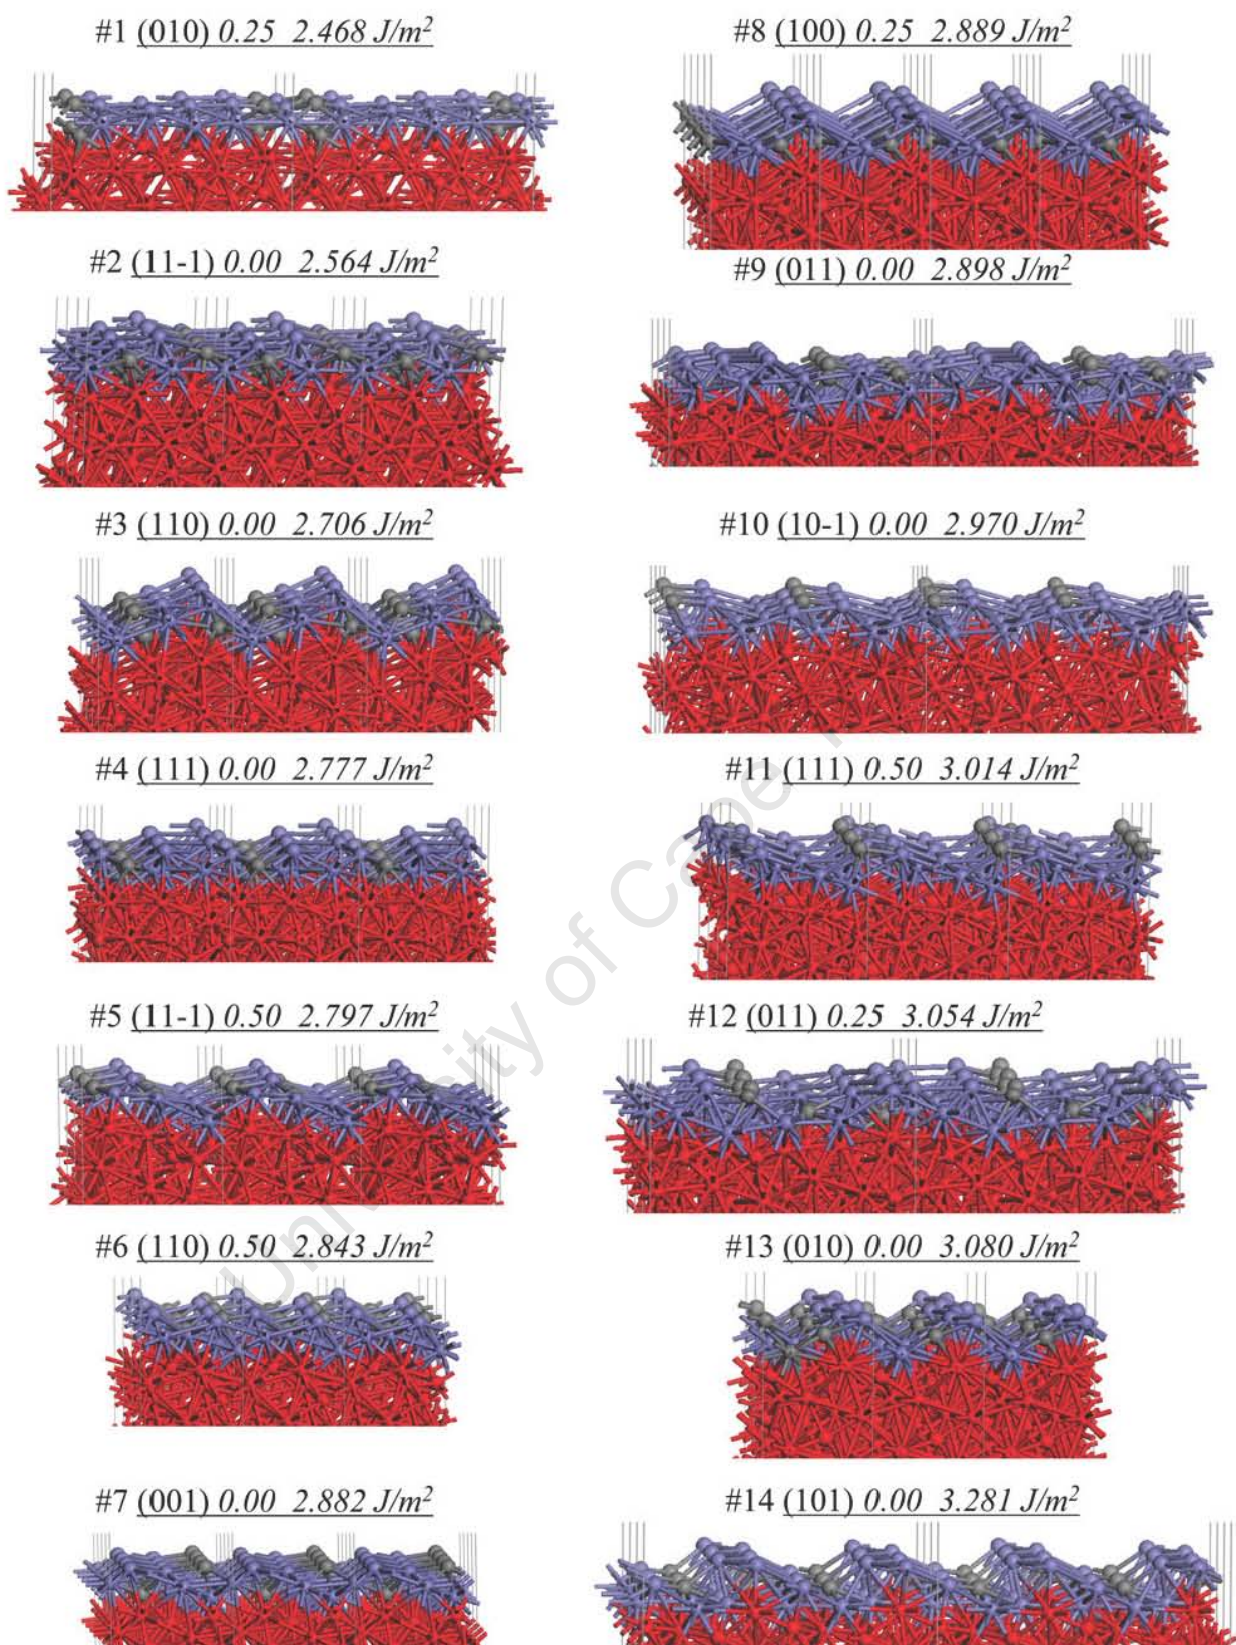 #1 (010) 0.25 2.468 J/m²
#2 (11-1) 0.00 2.564 J/m²
#3 (110) 0.00 2.706 J/m²
#4 (111) 0.00 2.777 J/m²
#5 (11-1) 0.50 2.797 J/m²
#6 (110) 0.50 2.843 J/m²
#7 (001) 0.00 2.882 J/m²
#8 (100) 0.25 2.889 J/m²
#9 (011) 0.00 2.898 J/m²
#10 (10-1) 0.00 2.970 J/m²
#11 (111) 0.50 3.014 J/m²
#12 (011) 0.25 3.054 J/m²
#13 (010) 0.00 3.080 J/m²
#14 (101) 0.00 3.281 J/m²
University of Cape